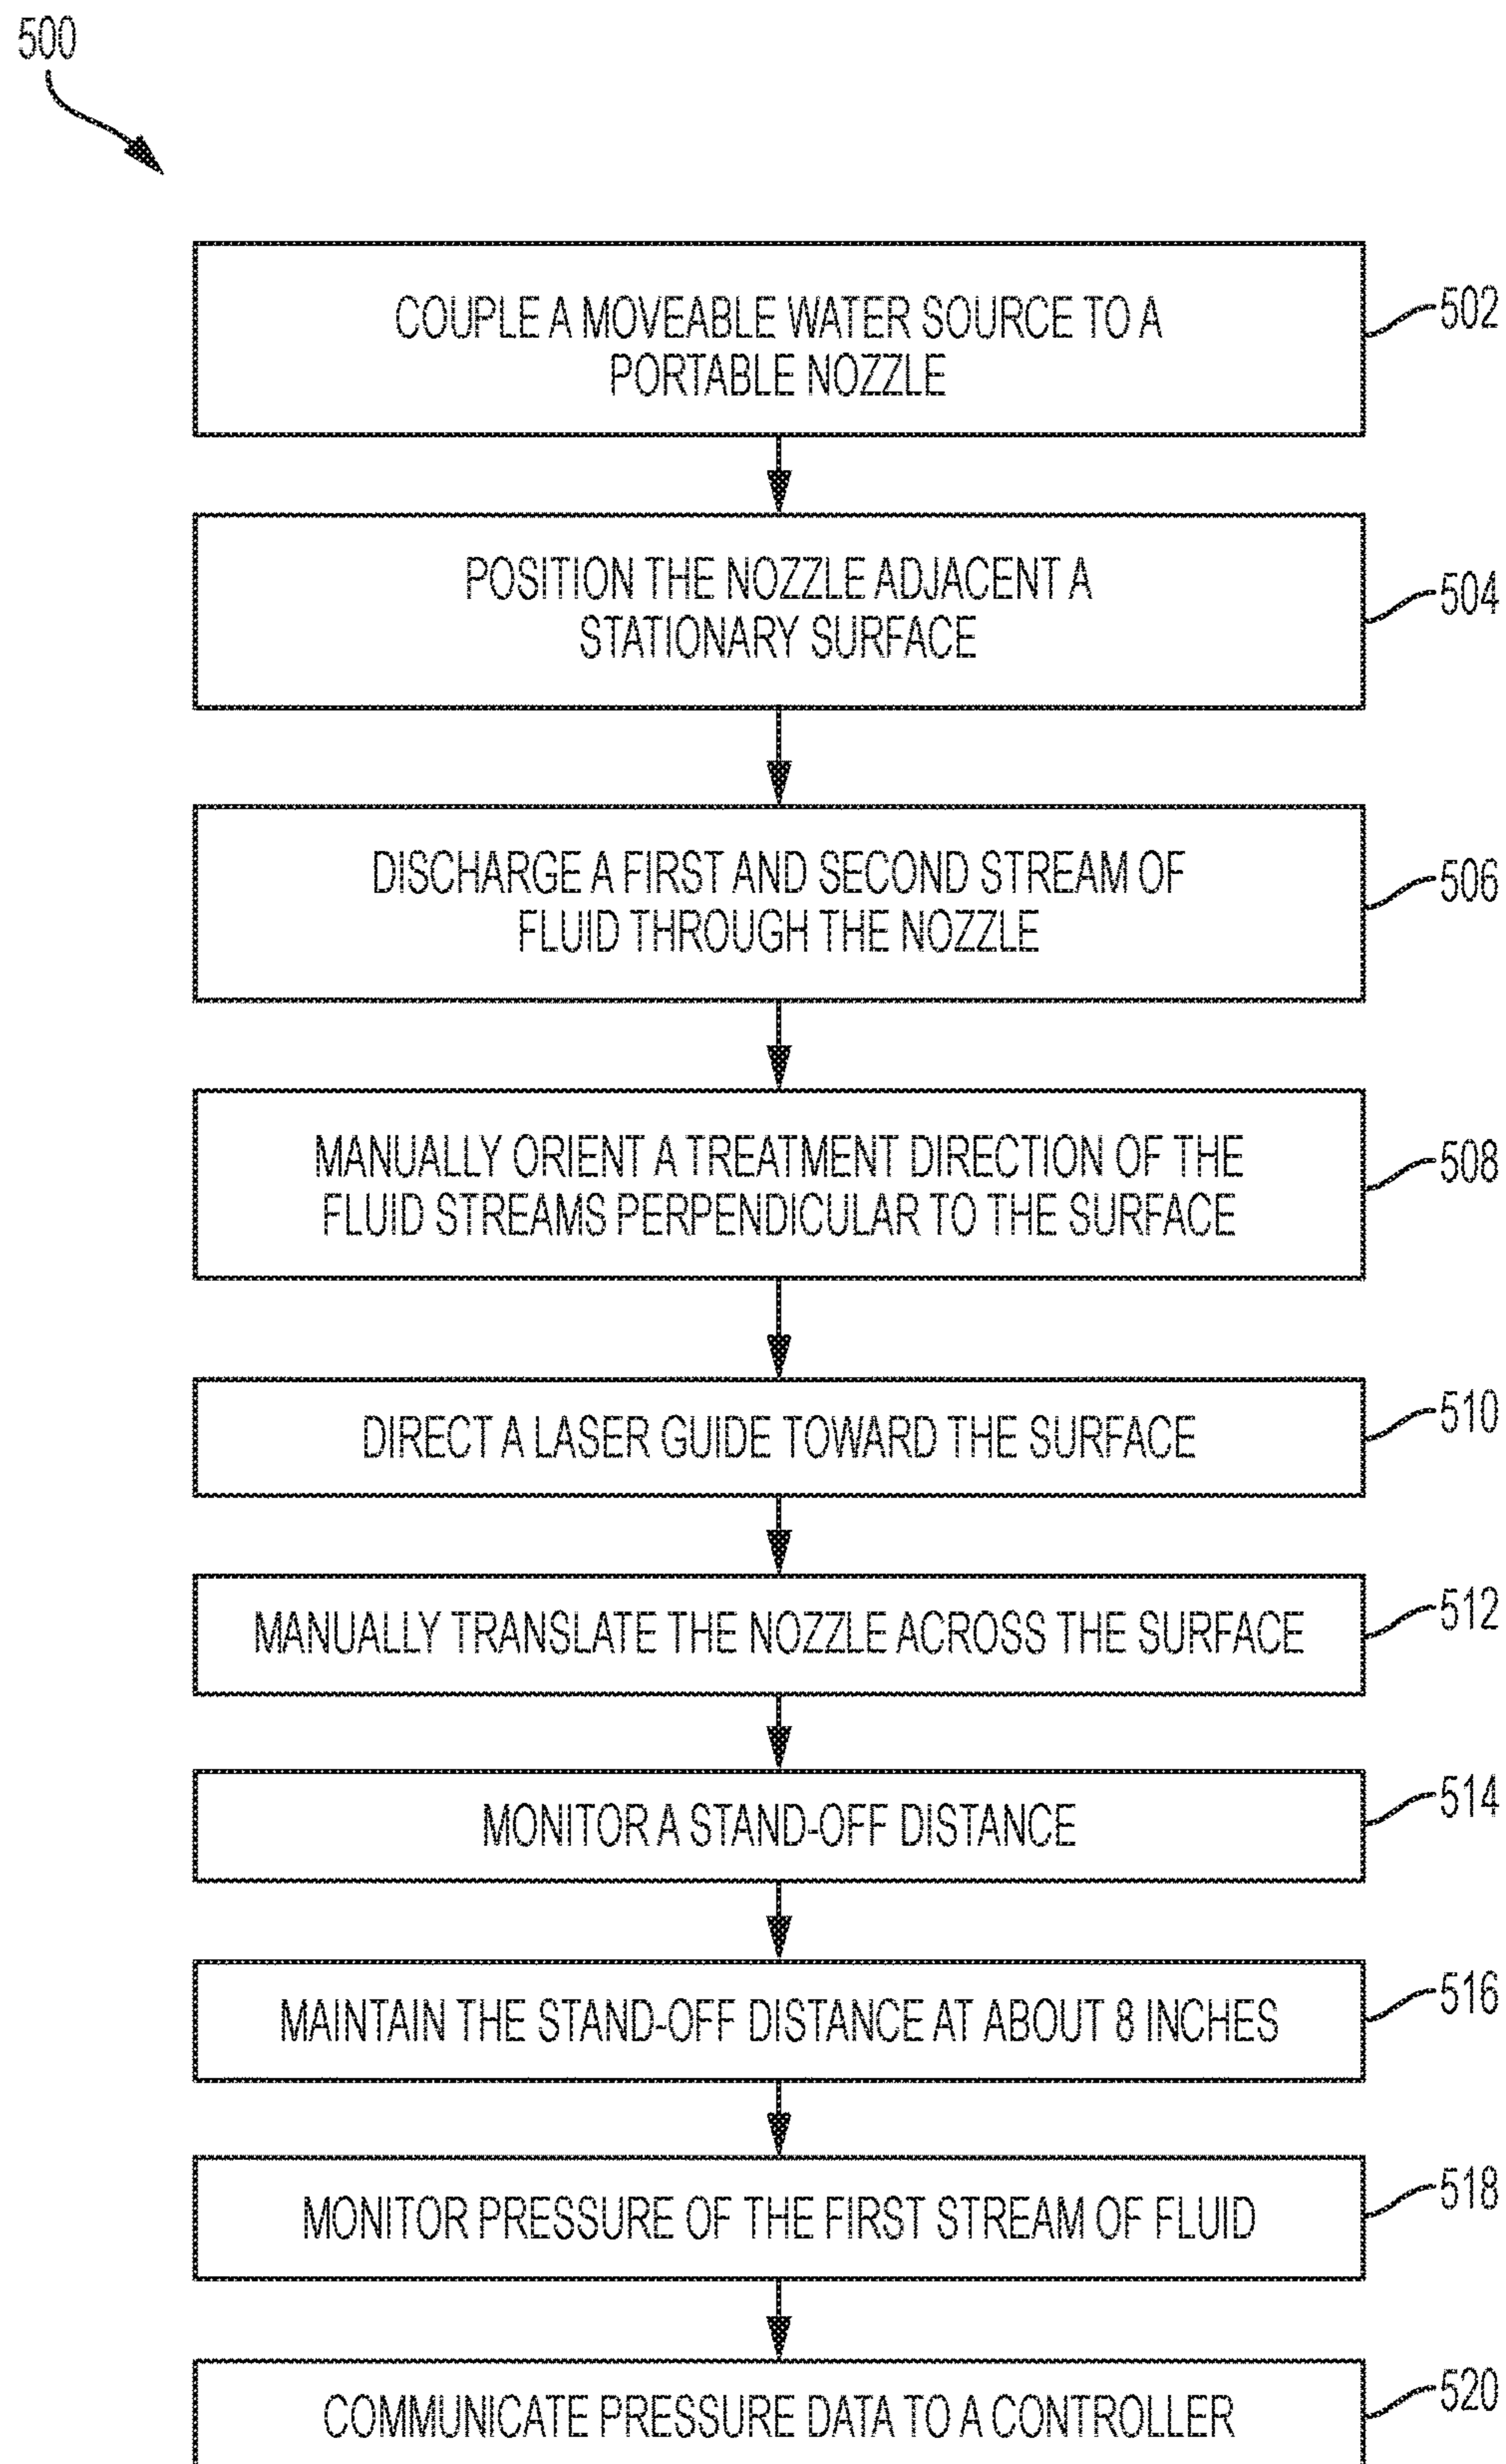 500
COUPLE A MOVEABLE WATER SOURCE TO A
PORTABLE NOZZLE
502
POSITION THE NOZZLE ADJACENT A
STATIONARY SURFACE
504
DISCHARGE A FIRST AND SECOND STREAM OF
FLUID THROUGH THE NOZZLE
506
MANUALLY ORIENT A TREATMENT DIRECTION OF THE
FLUID STREAMS PERPENDICULAR TO THE SURFACE
508
DIRECT A LASER GUIDE TOWARD THE SURFACE
510
MANUALLY TRANSLATE THE NOZZLE ACROSS THE SURFACE
512
MONITOR A STAND-OFF DISTANCE
514
MAINTAIN THE STAND-OFF DISTANCE AT ABOUT 8 INCHES
516
MONITOR PRESSURE OF THE FIRST STREAM OF FLUID
518
COMMUNICATE PRESSURE DATA TO A CONTROLLER
520